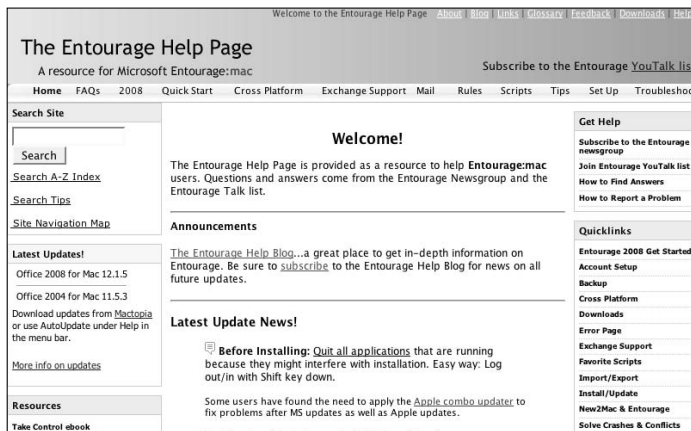 Welcome to the Entourage Help Page About | Blog | Links | Glossary | Feedback | Downloads | Help
The Entourage Help Page
A resource for Microsoft Entourage:mac
Subscribe to the Entourage YouTalk lis
Home FAQs 2008 Quick Start Cross Platform Exchange Support Mail Rules Scripts Tips Set Up Troubleshoo
Search Site
Search
Search A-Z Index
Search Tips
Site Navigation Map
Latest Updates!
Office 2008 for Mac 12.1.5
Office 2004 for Mac 11.5.3
Download updates from Mactopia
or use AutoUpdate under Help in
the menu bar.
More info on updates
Resources
Take Control ebook
Welcome!
The Entourage Help Page is provided as a resource to help Entourage:mac
users. Questions and answers come from the Entourage Newsgroup and the
Entourage Talk list.
Announcements
The Entourage Help Blog...a great place to get in-depth information on
Entourage. Be sure to subscribe to the Entourage Help Blog for news on all
future updates.
Latest Update News!
Before Installing: Quit all applications that are running
because they might interfere with installation. Easy way: Log
out/in with Shift key down.
Some users have found the need to apply the Apple combo updater to
fix problems after MS updates as well as Apple updates.
Get Help
Subscribe to the Entourage
newsgroup
Join Entourage YouTalk list
How to Find Answers
How to Report a Problem
Quicklinks
Entourage 2008 Get Started
Account Setup
Backup
Cross Platform
Downloads
Error Page
Exchange Support
Favorite Scripts
Import/Export
Install/Update
New2Mac & Entourage
Solve Crashes & Conflicts